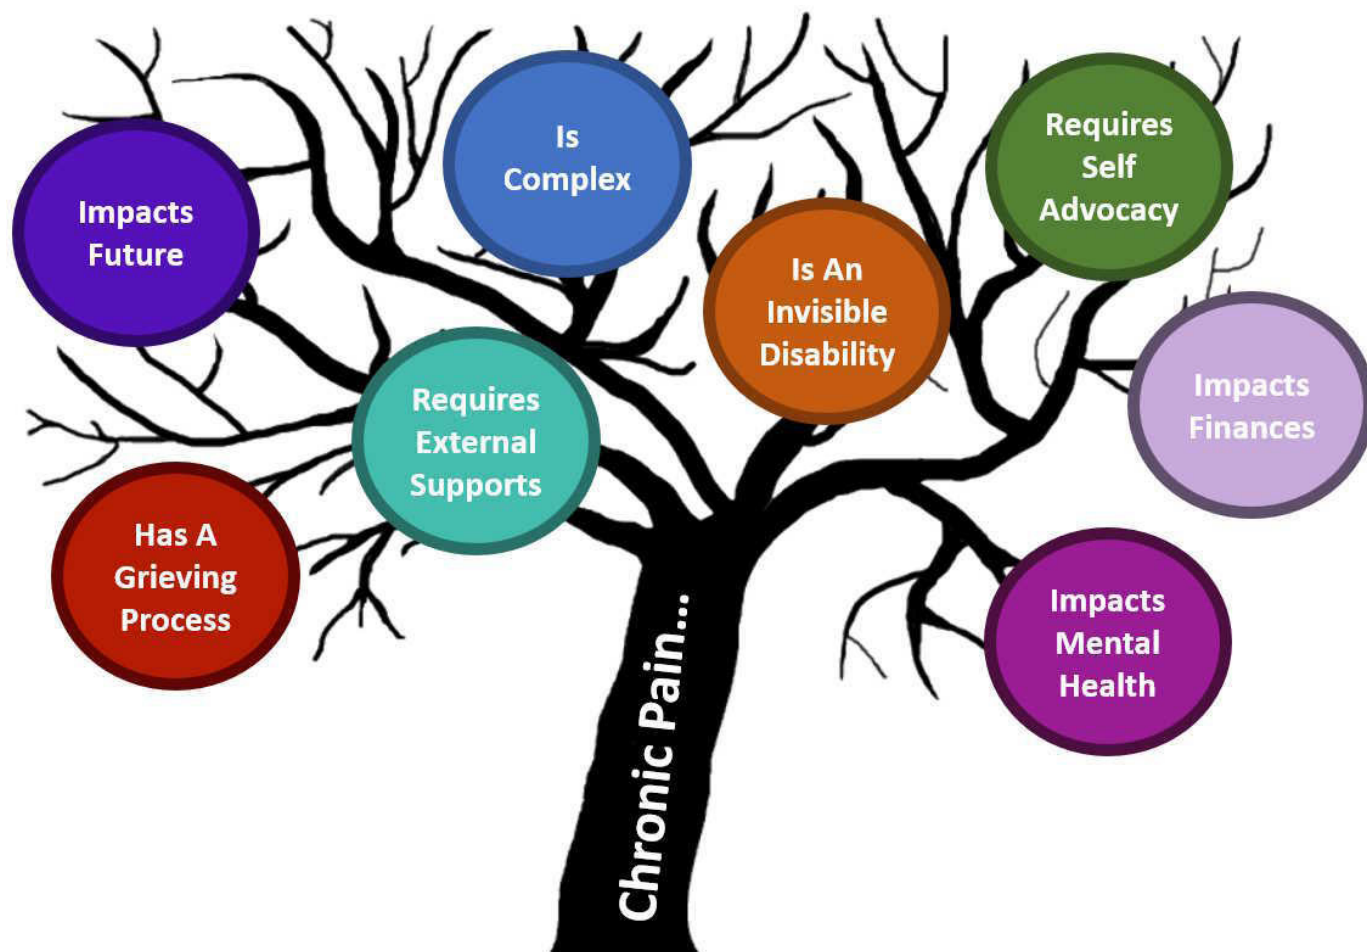 Impacts
Future
Is
Complex
Requires
Self
Advocacy
Is An
Invisible
Disability
Requires
External
Supports
Impacts
Finances
Has A
Grieving
Process
Impacts
Mental
Health
Chronic Pain...